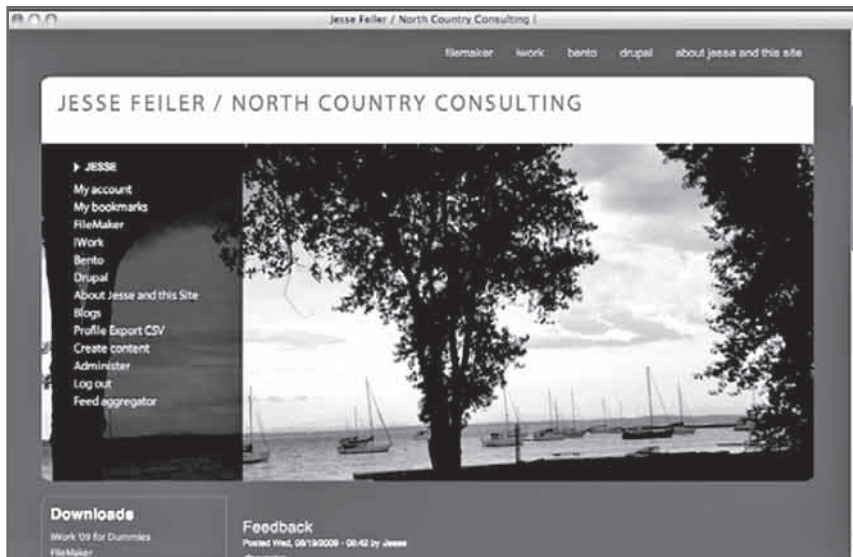 Jesse Feiler / North Country Consulting |
filemaker iwork bento drupal about jesse and this site
JESSE FEILER / NORTH COUNTRY CONSULTING
JESSE
My account
My bookmarks
FileMaker
iWork
Bento
Drupal
About Jesse and this Site
Blogs
Profile Export CSV
Create content
Administer
Log out
Feed aggregator
Downloads
iWork '09 for Dummies
FileMaker
Feedback
Posted Wed, 08/19/2009 - 08:42 by Jesse